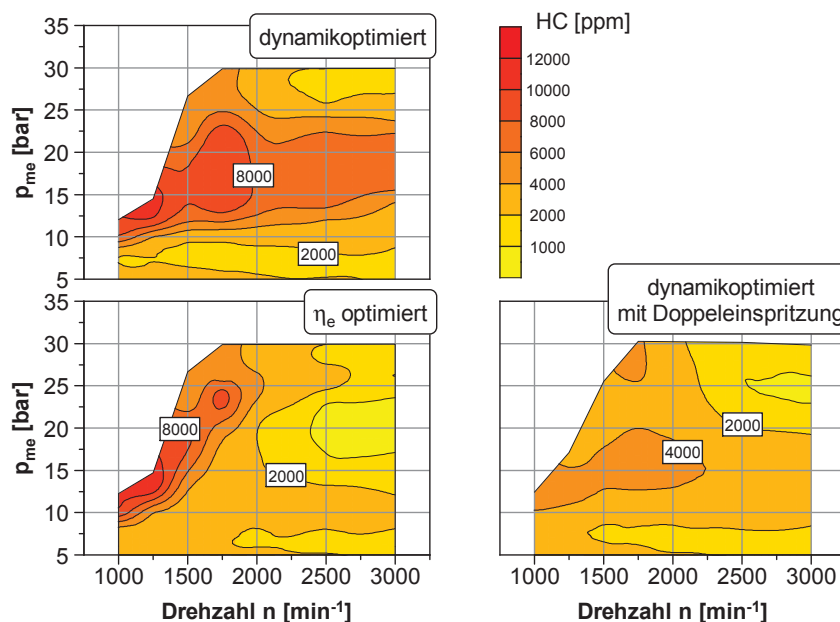 dynamikoptimiert
HC [ppm]
35
30
25
20
15
10
5
p_me [bar]
8000
2000
12000
10000
8000
6000
4000
2000
1000
η_e optimiert
35
30
25
20
15
10
5
p_me [bar]
8000
2000
1000 1500 2000 2500 3000
Drehzahl n [min⁻¹]
dynamikoptimiert
mit Doppeleinspritzung
2000
4000
1000 1500 2000 2500 3000
Drehzahl n [min⁻¹]